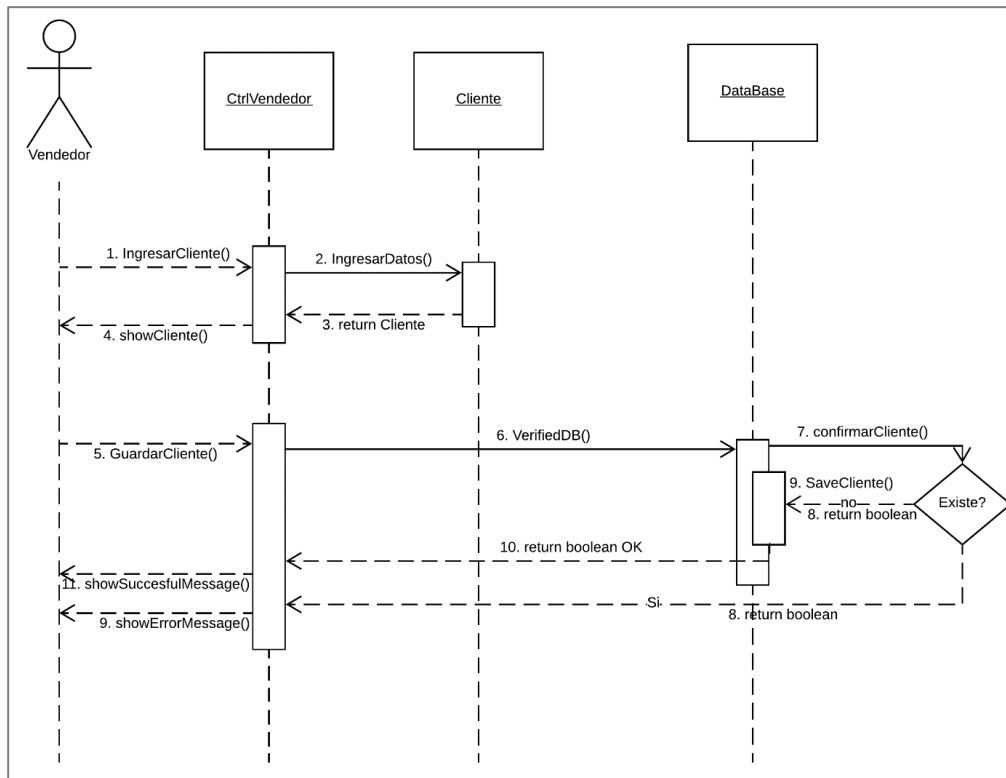 CtrlVendedor
Cliente
DataBase
Vendedor
1. IngresarCliente()
2. IngresarDatos()
3. return Cliente
4. showCliente()
5. GuardarCliente()
6. VerifiedDB()
7. confirmarCliente()
9. SaveCliente()
no
8. return boolean
Existe?
10. return boolean OK
11. showSuccesfulMessage()
Si
8. return boolean
9. showErrorMessage()